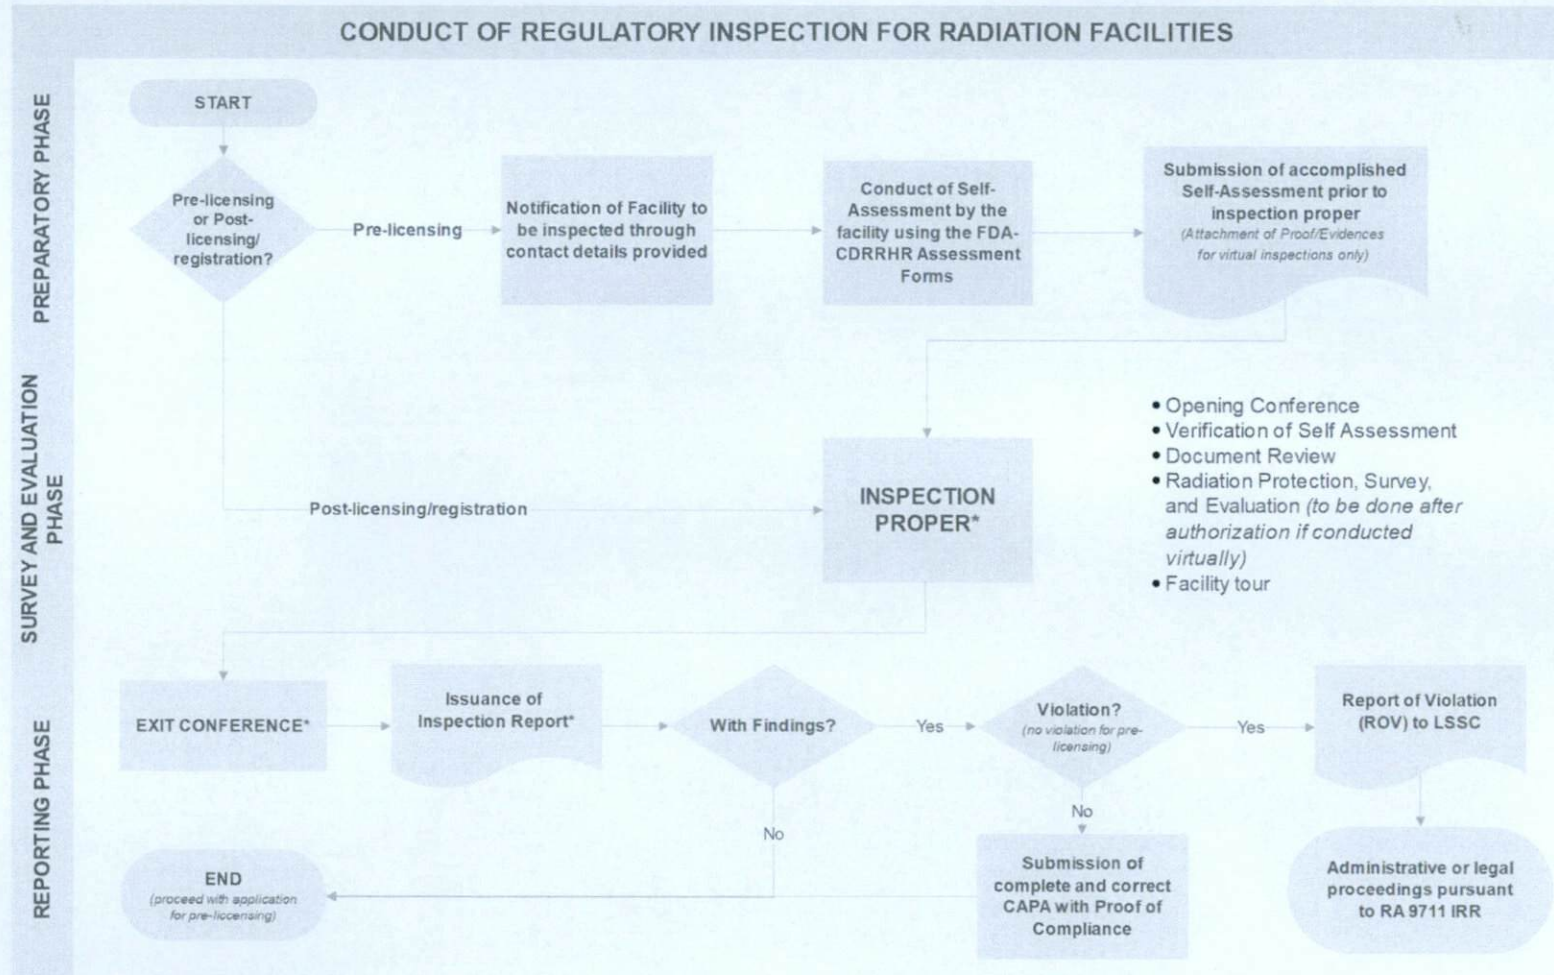 CONDUCT OF REGULATORY INSPECTION FOR RADIATION FACILITIES
PREPARATORY PHASE
START
Pre-licensing
or Post-
licensing/
registration?
Pre-licensing
Notification of Facility to
be inspected through
contact details provided
Conduct of Self-
Assessment by the
facility using the FDA-
CDRRHR Assessment
Forms
Submission of accomplished
Self-Assessment prior to
inspection proper
(Attachment of Proof/Evidences
for virtual inspections only)
SURVEY AND EVALUATION
PHASE
Post-licensing/registration
INSPECTION
PROPER*
• Opening Conference
• Verification of Self Assessment
• Document Review
• Radiation Protection, Survey,
and Evaluation (to be done after
authorization if conducted
virtually)
• Facility tour
REPORTING PHASE
EXIT CONFERENCE*
Issuance of
Inspection Report*
With Findings?
Yes
Violation?
(no violation for pre-
licensing)
Yes
Report of Violation
(ROV) to LSSC
No
No
END
(proceed with application
for pre-liccensing)
Submission of
complete and correct
CAPA with Proof of
Compliance
Administrative or legal
proceedings pursuant
to RA 9711 IRR